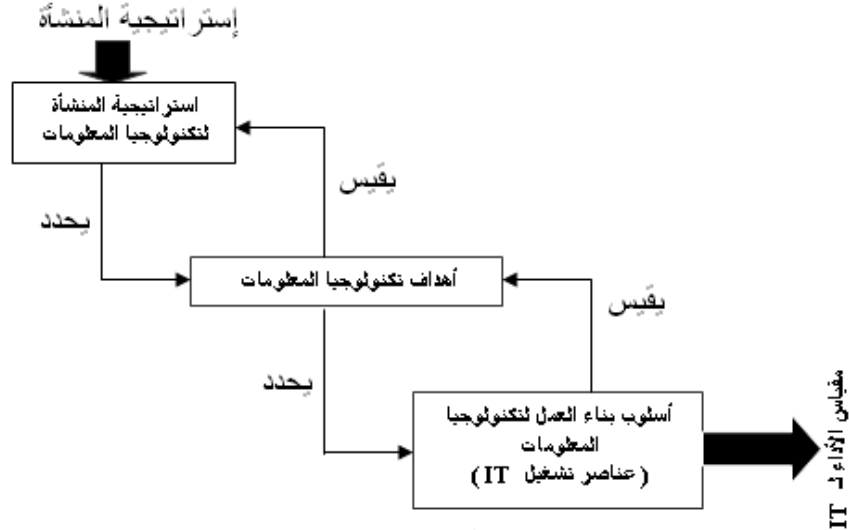 إستراتيجية المنشأة
استراتيجية المنشأة
لتكنولوجيا المعلومات
يقيس
يحدد
أهداف تكنولوجيا المعلومات
يقيس
يحدد
أسلوب بناء العمل لتكنولوجيا
المعلومات
(عناصر تشغيل IT)
مقياس الأداء لـ IT